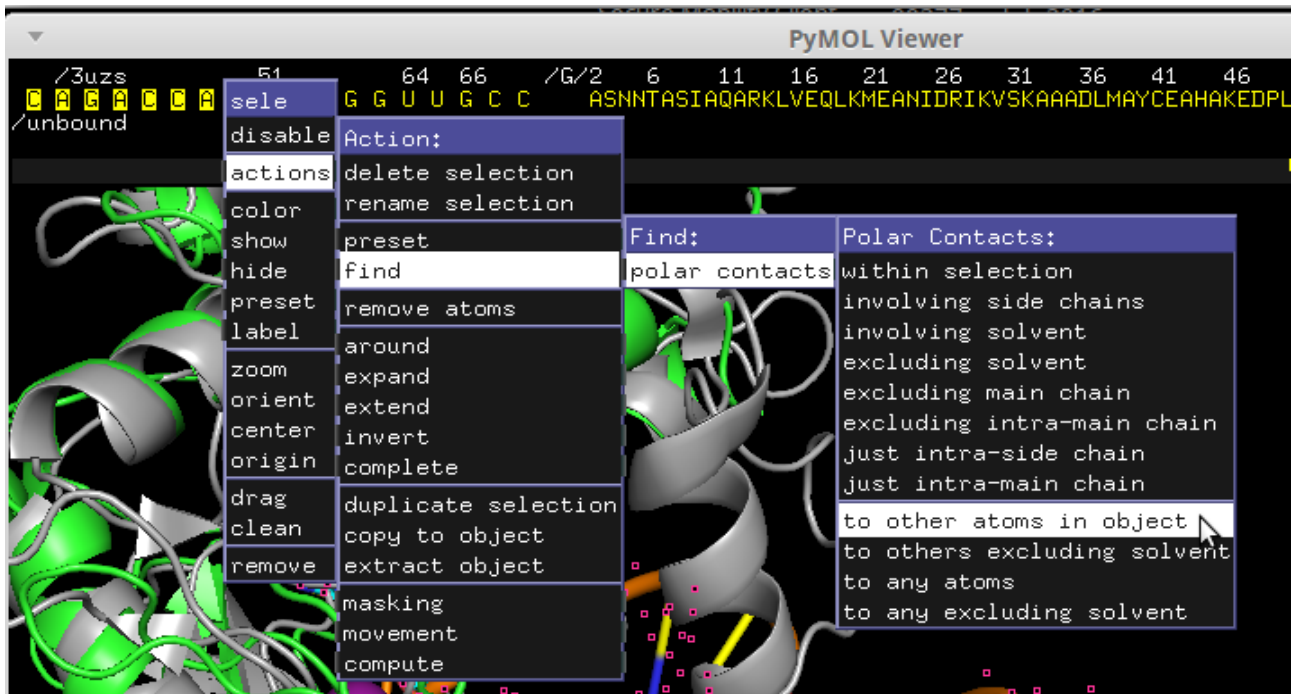 PyMOL Viewer
/3uzs 51 64 66 /G/2 6 11 16 21 26 31 36 41 46
C A G A C C A G G U U G C C ASNNTASIAQARKLVEQLKMEANIDRIKVSKAAADLMAYCEAHAKEDPL
/unbound
sele
disable
actions
color
show
hide
preset
label
zoom
orient
center
origin
drag
clean
remove
Action:
delete selection
rename selection
preset
find
remove atoms
around
expand
extend
invert
complete
duplicate selection
copy to object
extract object
masking
movement
compute
Find:
polar contacts
Polar Contacts:
within selection
involving side chains
involving solvent
excluding solvent
excluding main chain
excluding intra-main chain
just intra-side chain
just intra-main chain
to other atoms in object
to others excluding solvent
to any atoms
to any excluding solvent